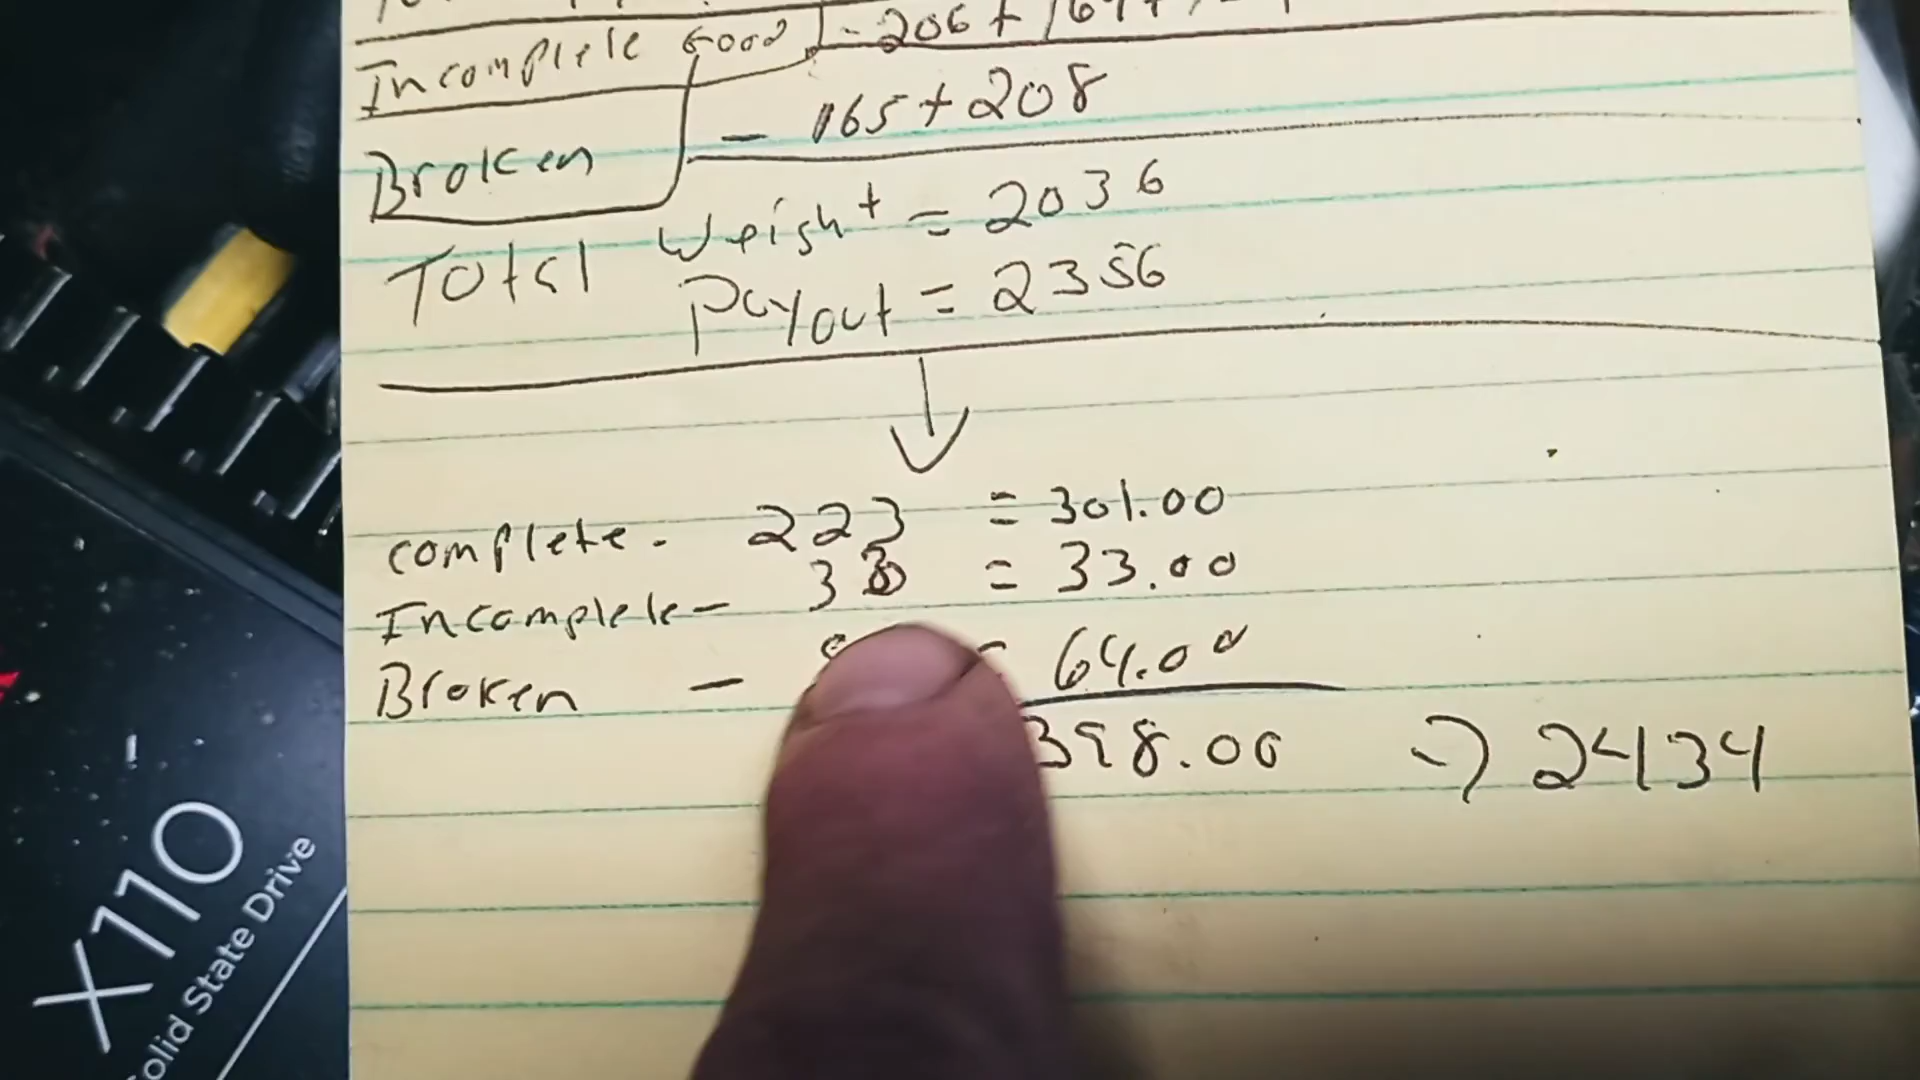 Incomplete Good - 206 +
Broken - 165 + 208
Total Weight = 2036
Payout = 2356
complete. 223 = 301.00
Incomplete - 33 = 33.00
Broken - = 64.00
398.00 → 2434
X110
Solid State Drive